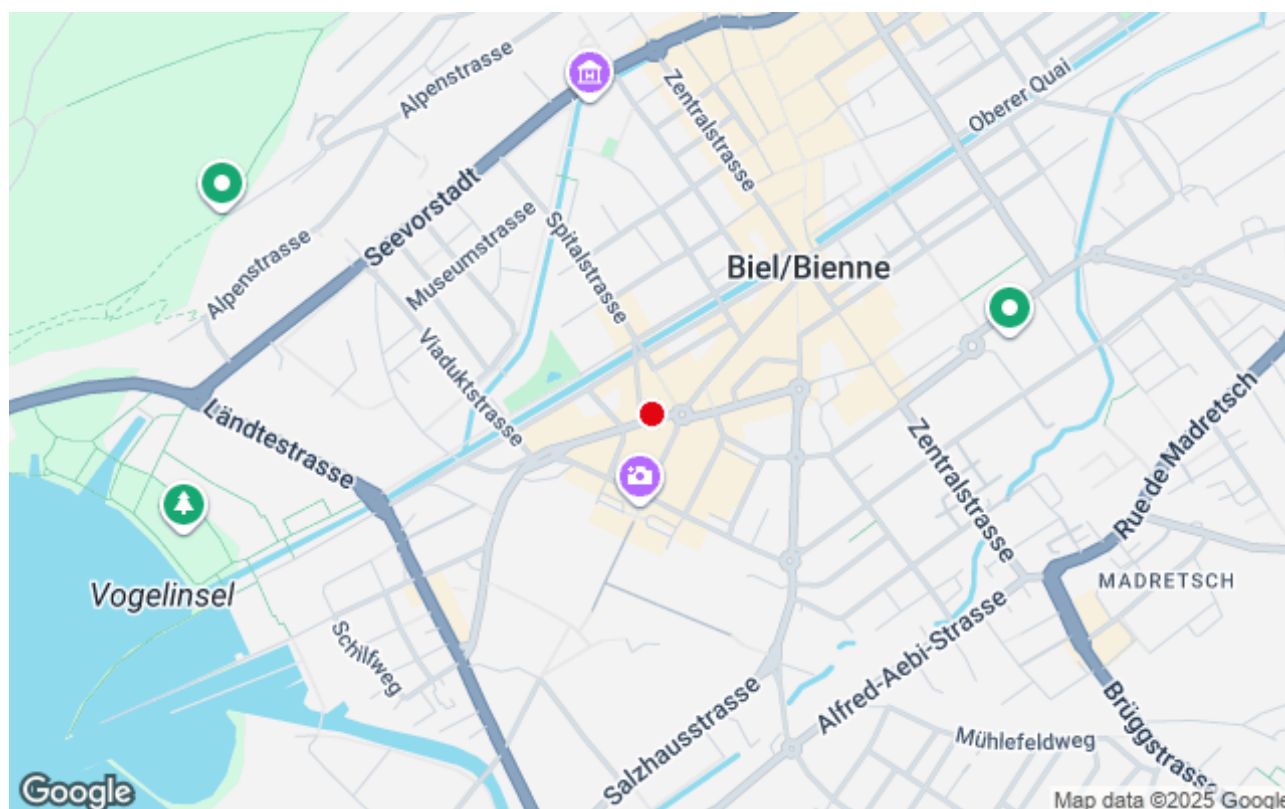 Alpenstrasse
Zentralstrasse
Oberer Quai
Seevorstadt
Museumstrasse
Spitalstrasse
Alpenstrasse
Biel/Bienne
Viaduktstrasse
Ländtestrasse
Zentralstrasse
Rue de Madretsch
Vogelinsel
MADRETSCH
Schilfweg
Alfred-Aebi-Strasse
Salzhausstrasse
Mühlefeldweg
Brüggstrasse
Google
Map data ©2025 Google